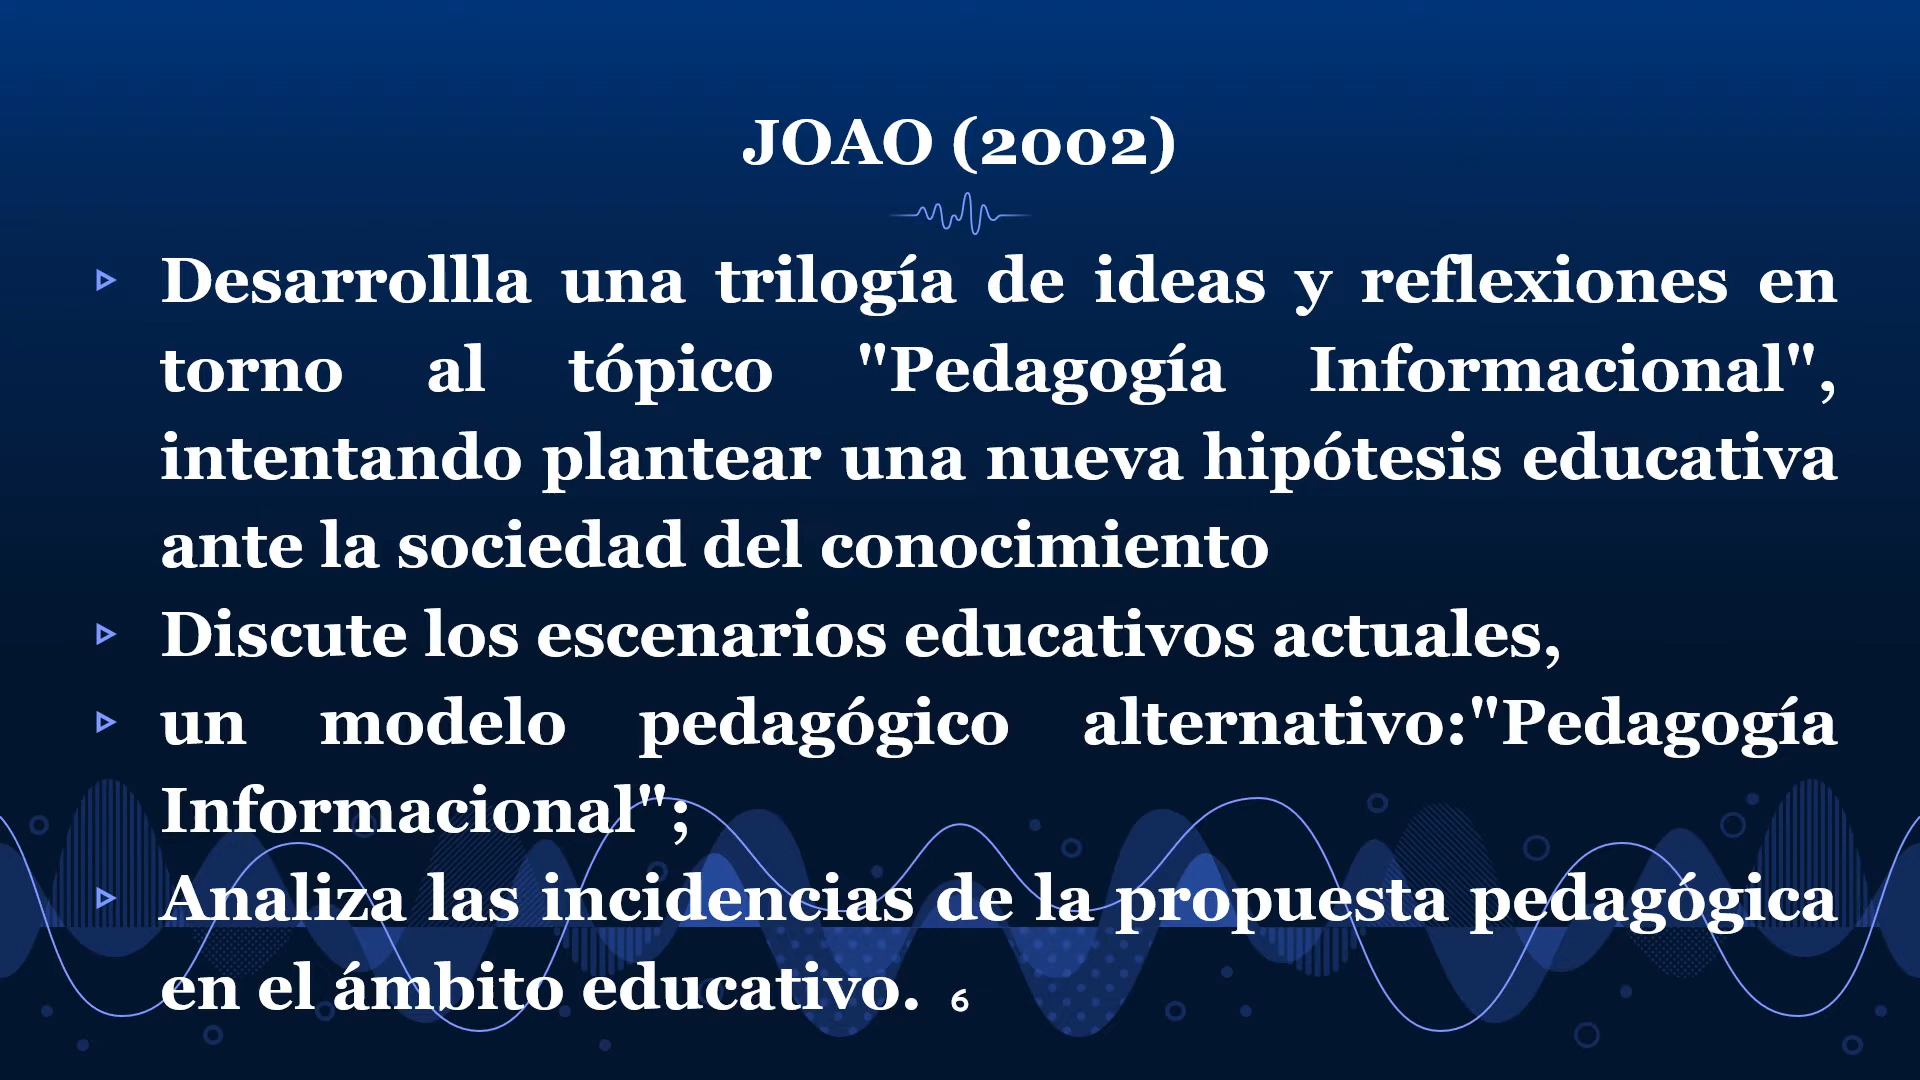 JOAO (2002)
Desarrollla una trilogía de ideas y reflexiones en
torno al tópico "Pedagogía Informacional",
intentando plantear una nueva hipótesis educativa
ante la sociedad del conocimiento
Discute los escenarios educativos actuales,
un modelo pedagógico alternativo:"Pedagogía
Informacional";
Analiza las incidencias de la propuesta pedagógica
en el ámbito educativo.
6